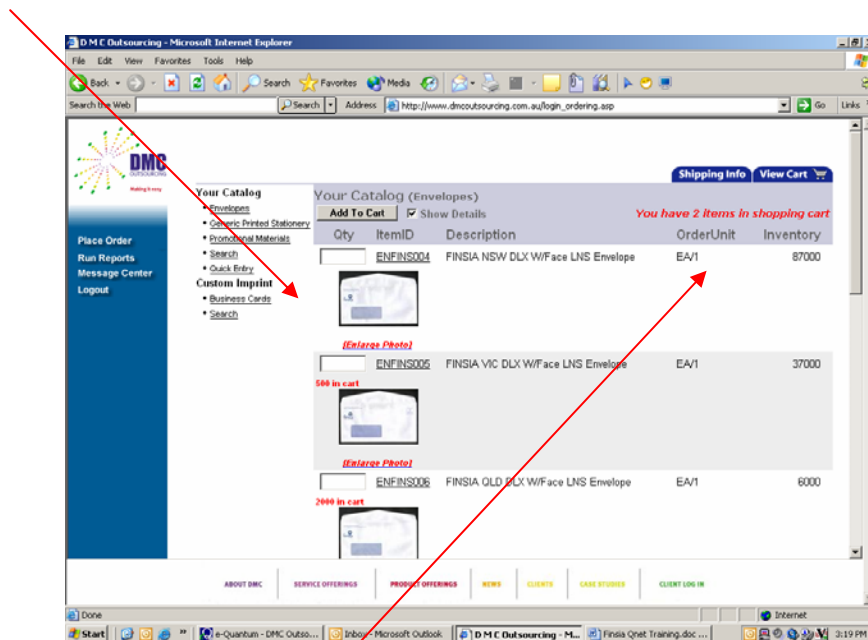 D M C Outsourcing - Microsoft Internet Explorer
File Edit View Favorites Tools Help
Back Search Favorites Media
Search the Web Search Address http://www.dmcoutsourcing.com.au/login_ordering.asp Go Links
DMC
OUTSOURCING
Making it easy
Shipping Info View Cart
Place Order
Run Reports
Message Center
Logout
Your Catalog
• Envelopes
• Generic Printed Stationery
• Promotional Materials
• Search
• Quick Entry
Custom Imprint
• Business Cards
• Search
Your Catalog (Envelopes)
Add To Cart Show Details You have 2 items in shopping cart
Qty ItemID Description OrderUnit Inventory
ENFINS004 FINSIA NSW DLX W/Face LNS Envelope EA/1 87000
[Enlarge Photo]
ENFINS005 FINSIA VIC DLX W/Face LNS Envelope EA/1 37000
500 in cart
[Enlarge Photo]
ENFINS006 FINSIA QLD DLX W/Face LNS Envelope EA/1 6000
2000 in cart
ABOUT DMC SERVICE OFFERINGS PRODUCT OFFERINGS NEWS CLIENTS CASE STUDIES CLIENT LOG IN
Done Internet
Start e-Quantum - DMC Outso... Inbox - Microsoft Outlook D M C Outsourcing - M... Finsia Qnet Training.doc ... 3:19 PM